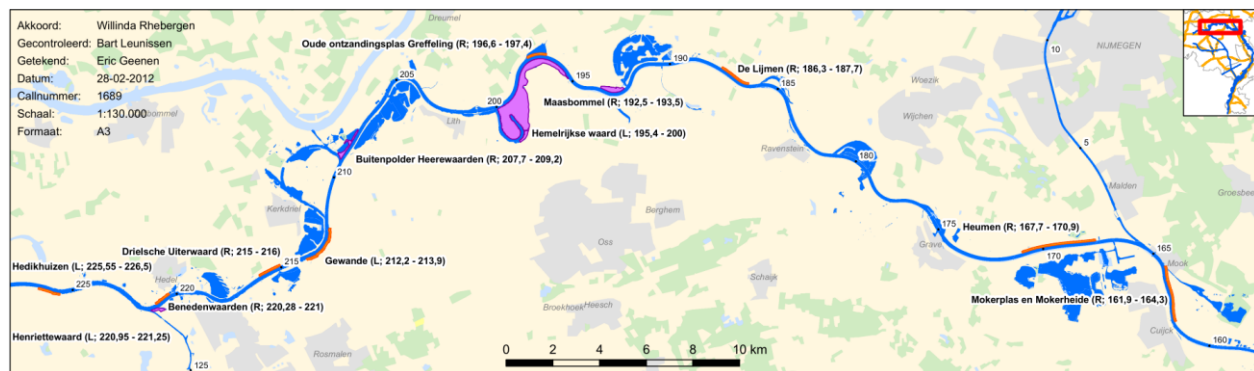 Akkoord: Willinda Rhebergen
Gecontroleerd: Bart Leunissen
Getekend: Eric Geenen
Datum: 28-02-2012
Callnummer: 1689
Schaal: 1:130.000
Formaat: A3
Dreumel
Oude ontzandingsplas Greffeling (R; 196,6 - 197,4)
205
195
190
De Lijmen (R; 186,3 - 187,7)
185
10
NIJMEGEN
Woezik
Wijchen
200
Lith
Maasbommel (R; 192,5 - 193,5)
Hemelrijkse waard (L; 195,4 - 200)
Buitenpolder Heerewaarden (R; 207,7 - 209,2)
210
Ravenstein
180
5
Malden
Groesbee
Kerkdriel
Berghem
Oss
175
Grave
Heumen (R; 167,7 - 170,9)
170
165
Mook
Drielsche Uiterwaard (R; 215 - 216)
Hedikhuizen (L; 225,55 - 226,5)
215
Gewande (L; 212,2 - 213,9)
Hedel
220
225
Benedenwaarden (R; 220,28 - 221)
Schaijk
Broekhoek
Heesch
Mokerplas en Mokerheide (R; 161,9 - 164,3)
Henriettewaard (L; 220,95 - 221,25)
Rosmalen
Cuijck
160
125
0 2 4 6 8 10 km